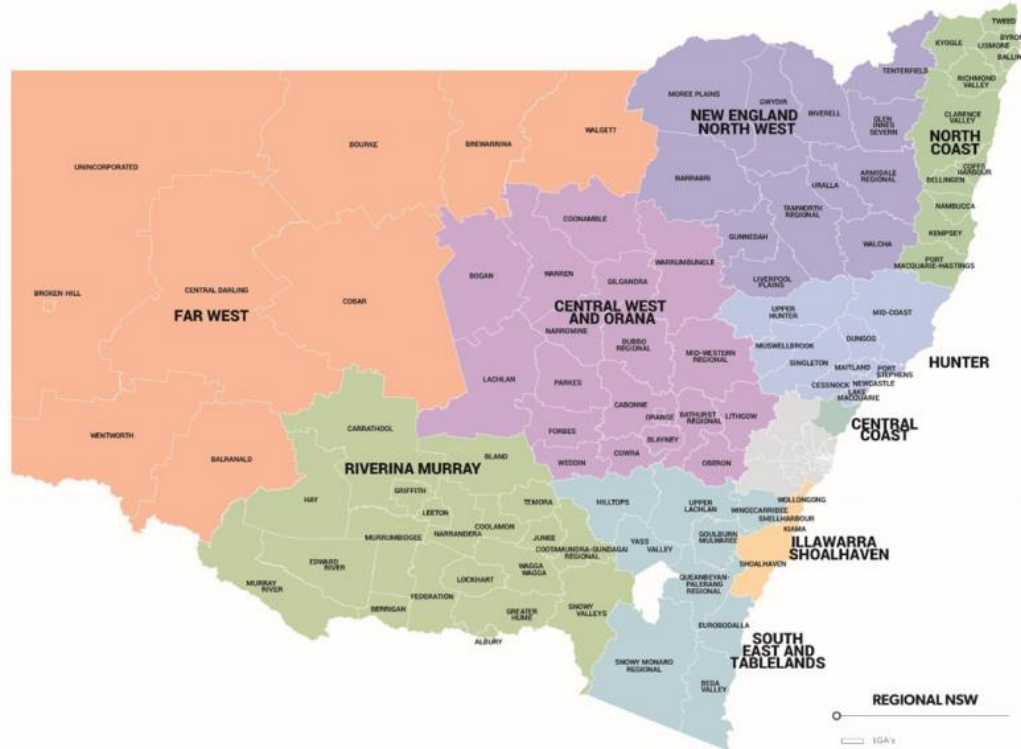 TWEED
KYOGLE
BYRON
LISMORE
BALLINA
TENTERFIELD
RICHMOND
VALLEY
MOREE PLAINS
GWYDIR
INVERELL
GLEN
INNES
SEVERN
CLARENCE
VALLEY
NEW ENGLAND
NORTH WEST
NORTH
COAST
WALGETT
BOURKE
BREWARRINA
UNINCORPORATED
NARRABRI
URALLA
ARMIDALE
REGIONAL
COFFS
HARBOUR
BELLINGEN
TAMWORTH
REGIONAL
NAMBUCCA
COONAMBLE
GUNNEDAH
WALCHA
KEMPSEY
BOGAN
WARREN
WARRUMBUNGLE
GILGANDRA
LIVERPOOL
PLAINS
PORT
MACQUARIE-HASTINGS
BROKEN HILL
CENTRAL DARLING
COBAR
FAR WEST
CENTRAL WEST
AND ORANA
NARROMINE
DUBBO
REGIONAL
UPPER
HUNTER
MID-COAST
MUSWELLBROOK
DUNGOG
MID-WESTERN
REGIONAL
SINGLETON
MAITLAND
PORT
STEPHENS
HUNTER
LACHLAN
PARKES
CESSNOCK
NEWCASTLE
LAKE
MACQUARIE
CABONNE
ORANGE
BATHURST
REGIONAL
LITHGOW
CENTRAL
COAST
WENTWORTH
BALRANALD
CARRATHOOL
FORBES
BLAYNEY
COWRA
WEDDIN
OBERON
BLAND
RIVERINA MURRAY
HAY
GRIFFITH
LEETON
TEMORA
HILLTOPS
UPPER
LACHLAN
WOLLONGONG
WINGECARRIBEE
SHELLHARBOUR
KIAMA
COOLAMON
NARRANDERA
MURRUMBIDGEE
JUNEE
COOTAMUNDRA-GUNDAGAI
REGIONAL
YASS
VALLEY
GOULBURN
MULWAREE
ILLAWARRA
SHOALHAVEN
SHOALHAVEN
EDWARD
RIVER
WAGGA
WAGGA
LOCKHART
MURRAY
RIVER
QUEANBEYAN-
PALERANG
REGIONAL
FEDERATION
BERRIGAN
GREATER
HUME
SNOWY
VALLEYS
EUROBODALLA
ALBURY
SOUTH
EAST AND
TABLELANDS
SNOWY MONARO
REGIONAL
BEGA
VALLEY
REGIONAL NSW
LGA's